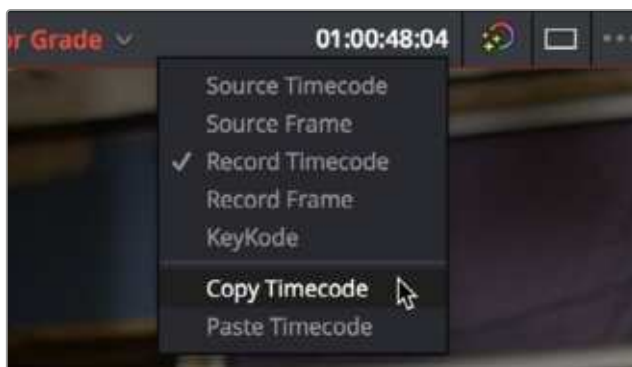 r Grade 01:00:48:04
Source Timecode
Source Frame
Record Timecode
Record Frame
KeyKode
Copy Timecode
Paste Timecode